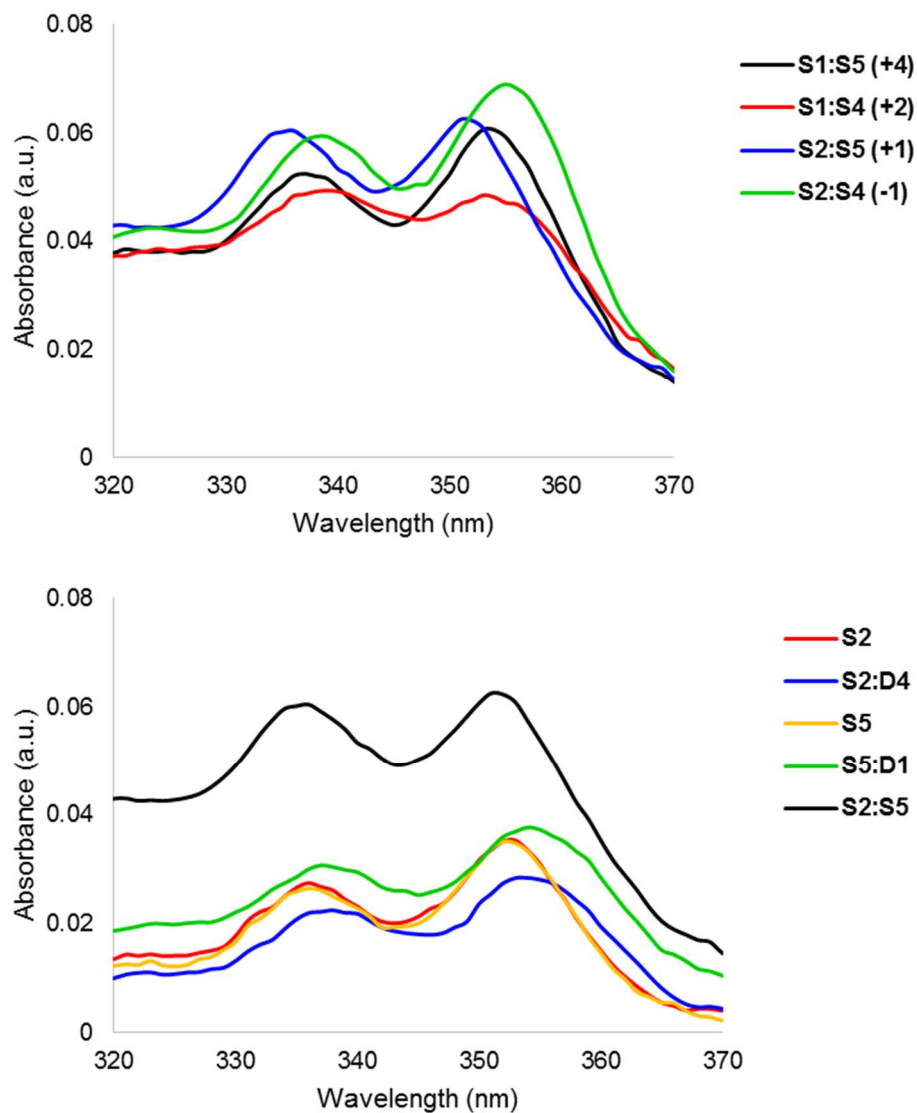 0.08
0.06
0.04
0.02
0
Absorbance (a.u.)
320 330 340 350 360 370
Wavelength (nm)
S1:S5 (+4)
S1:S4 (+2)
S2:S5 (+1)
S2:S4 (-1)
0.08
0.06
0.04
0.02
0
Absorbance (a.u.)
320 330 340 350 360 370
Wavelength (nm)
S2
S2:D4
S5
S5:D1
S2:S5